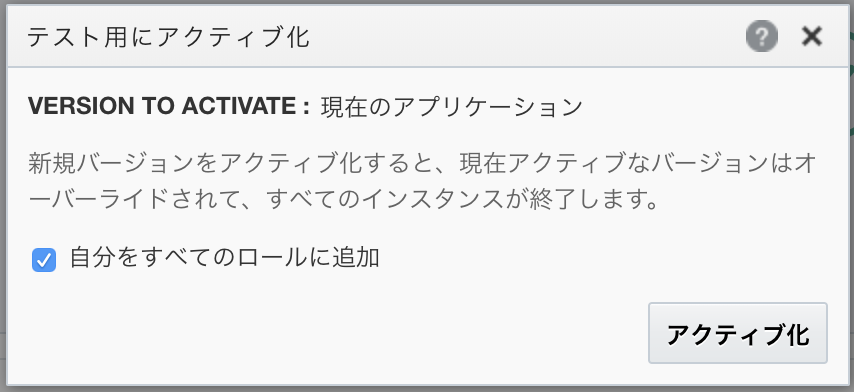 テスト用にアクティブ化
?
VERSION TO ACTIVATE : 現在のアプリケーション
新規バージョンをアクティブ化すると、現在アクティブなバージョンはオ
ーバーライドされて、すべてのインスタンスが終了します。
自分をすべてのロールに追加
アクティブ化